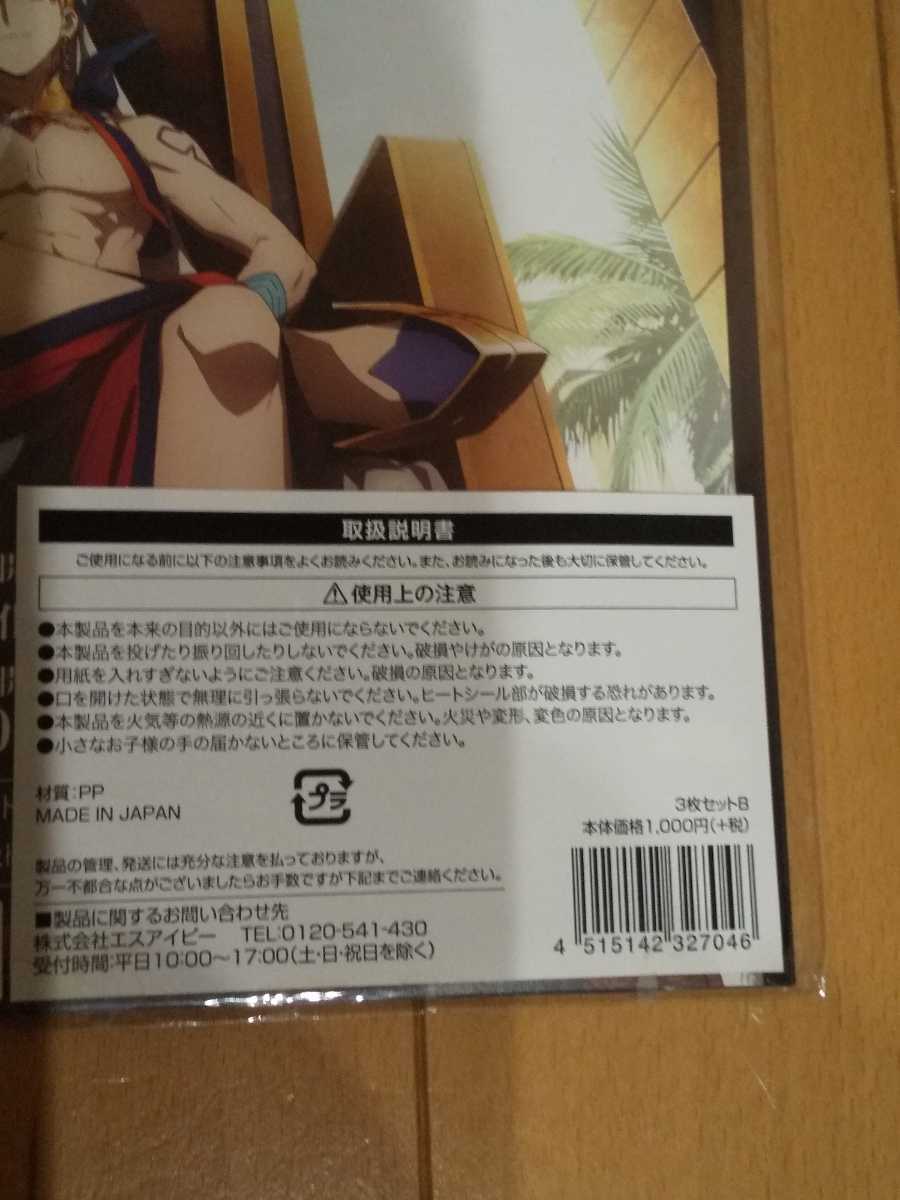 取扱説明書
ご使用になる前に以下の注意事項をよくお読みください。また、お読みになった後も大切に保管してください。
⚠使用上の注意
●本製品を本来の目的以外にはご使用にならないでください。
●本製品を投げたり振り回したりしないでください。破損やけがの原因となります。
●用紙を入れすぎないようにご注意ください。破損の原因となります。
●口を開けた状態で無理に引っ張らないでください。ヒートシール部が破損する恐れがあります。
●本製品を火気等の熱源の近くに置かないでください。火災や変形、変色の原因となります。
●小さなお子様の手の届かないところに保管してください。
材質:PP
MADE IN JAPAN
プラ
3枚セットB
本体価格1,000円(+税)
製品の管理、発送には充分な注意を払っておりますが、
万一不都合な点がございましたらお手数ですが下記までご連絡ください。
■製品に関するお問い合わせ先
株式会社エスアイピー TEL:0120-541-430
受付時間:平日10:00~17:00(土・日・祝日を除く)
4 515142 327046